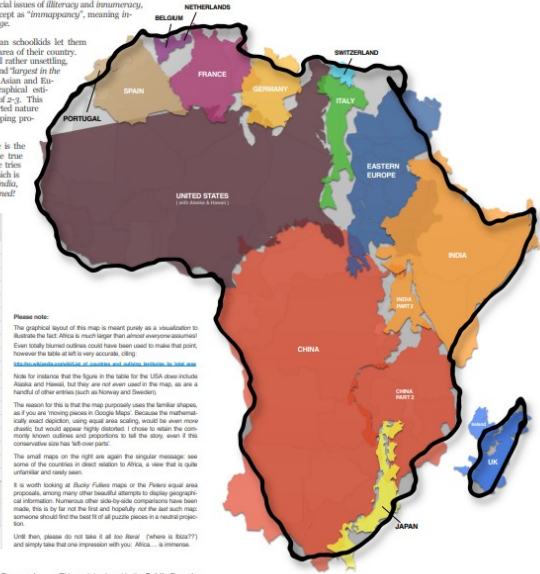 cial issues of illiteracy and innumeracy,
cept as "immappancy", meaning in-
ge.
an schoolkids let them
area of their country.
l rather unsettling,
nd "largest in the
Asian and Eu-
raphical esti-
of 2-3. This
rted nature
ping pro-
e is the
e true
e tries
hich is
ndia,
ned!
NETHERLANDS
BELGIUM
SWITZERLAND
FRANCE
SPAIN
GERMANY
ITALY
PORTUGAL
EASTERN
EUROPE
UNITED STATES
( with Alaska & Hawaii )
INDIA
INDIA
PART 2
CHINA
CHINA
PART 2
UK
JAPAN
Please note:
The graphical layout of this map is meant purely as a visualization to
illustrate the fact: Africa is much larger than almost everyone assumes!
Even totally blurred outlines could have been used to make that point,
however the table at left is very accurate, citing:
Note for instance that the figure in the table for the USA does include
Alaska and Hawaii, but they are not even used in the map, as are a
handful of other entries (such as Norway and Sweden).
The reason for this is that the map purposely uses the familiar shapes,
as if you are 'moving pieces in Google Maps'. Because the mathemat-
ically exact depiction, using equal area scaling, would be even more
drastic, but would appear highly distorted. I chose to retain the com-
monly known outlines and proportions to tell the story, even if this
conservative size has 'left-over parts'.
The small maps on the right are again the singular message: see
some of the countries in direct relation to Africa, a view that is quite
unfamiliar and rarely seen.
It is worth looking at Bucky Fullers maps or the Peters equal area
proposals, among many other beautiful attempts to display geographi-
cal information. Numerous other side-by-side comparisons have been
made, this is by far not the first and hopefully not the last such map:
someone should find the best fit of all puzzle pieces in a neutral projec-
tion.
Until then, please do not take it all too literal ('where is Ibiza??')
and simply take that one impression with you: Africa.... is immense.